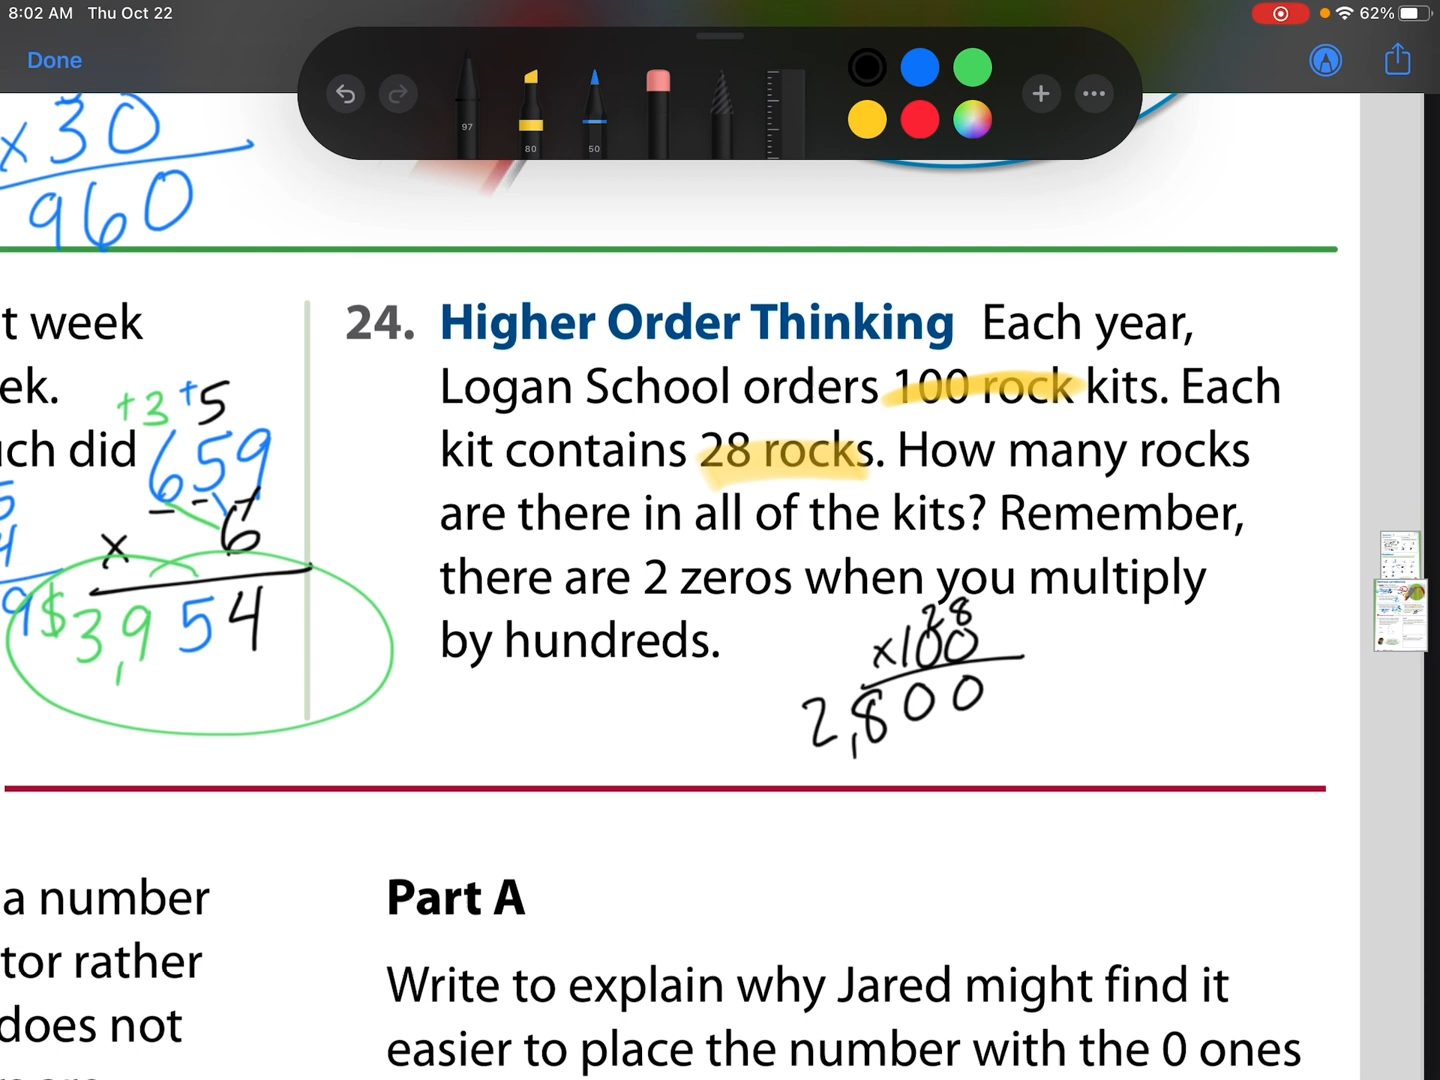 8:02 AM Thu Oct 22
62%
Done
97
80
50
x 30
960
t week
ek.
ch did
+3 +5
659
x 6
$3,954
24. Higher Order Thinking Each year,
Logan School orders 100 rock kits. Each
kit contains 28 rocks. How many rocks
are there in all of the kits? Remember,
there are 2 zeros when you multiply
by hundreds.
28
x100
2,800
a number
tor rather
does not
Part A
Write to explain why Jared might find it
easier to place the number with the 0 ones